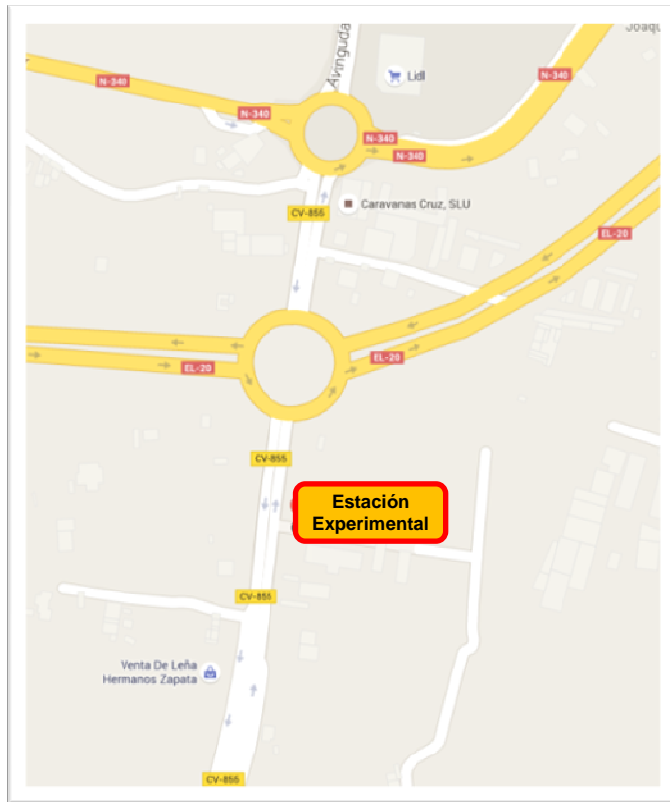 Avinguda
Joaqu
Lidl
N-340
N-340
N-340
N-340
N-340
Caravanas Cruz, SLU
CV-855
EL-20
EL-20
EL-20
CV-855
Estación
Experimental
CV-855
Venta De Leña
Hermanos Zapata
CV-855